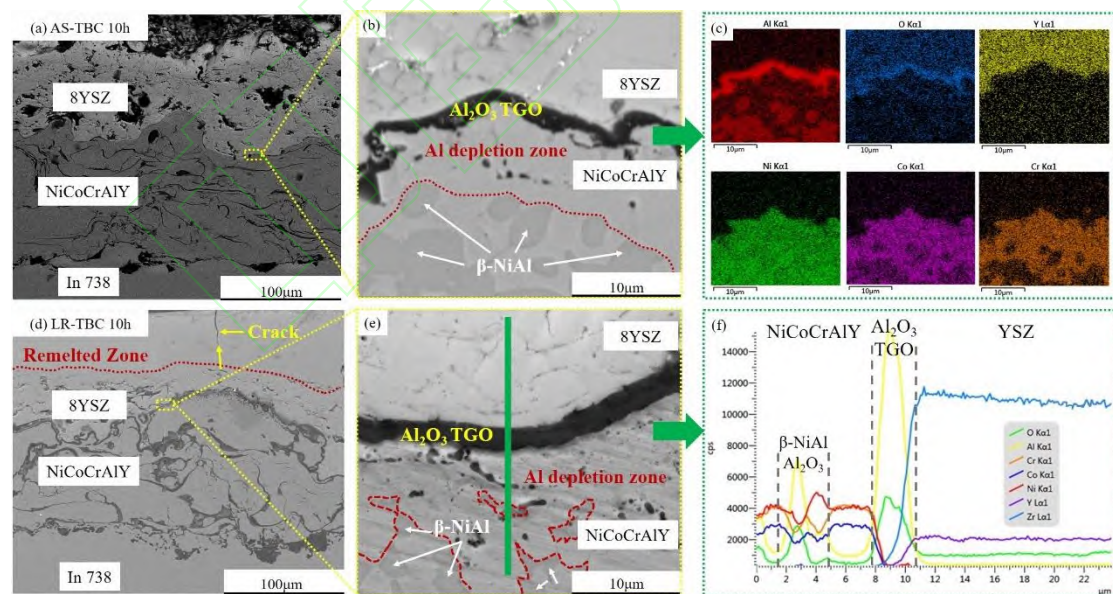 (a) AS-TBC 10h
8YSZ
NiCoCrAlY
In 738
100μm
(b)
8YSZ
Al₂O₃ TGO
Al depletion zone
NiCoCrAlY
β-NiAl
10μm
(c)
Al Kα1
O Kα1
Y Lα1
10μm
10μm
10μm
Ni Kα1
Co Kα1
Cr Kα1
10μm
10μm
10μm
(d) LR-TBC 10h
Crack
Remelted Zone
8YSZ
NiCoCrAlY
In 738
100μm
(e)
8YSZ
Al₂O₃ TGO
Al depletion zone
β-NiAl
NiCoCrAlY
10μm
(f)
NiCoCrAlY
Al₂O₃
TGO
YSZ
β-NiAl
Al₂O₃
cps
14000
12000
10000
8000
6000
4000
2000
O Kα1
Al Kα1
Cr Kα1
Co Kα1
Ni Kα1
Y Lα1
Zr Lα1
0 2 4 6 8 10 12 14 16 18 20 22
μm